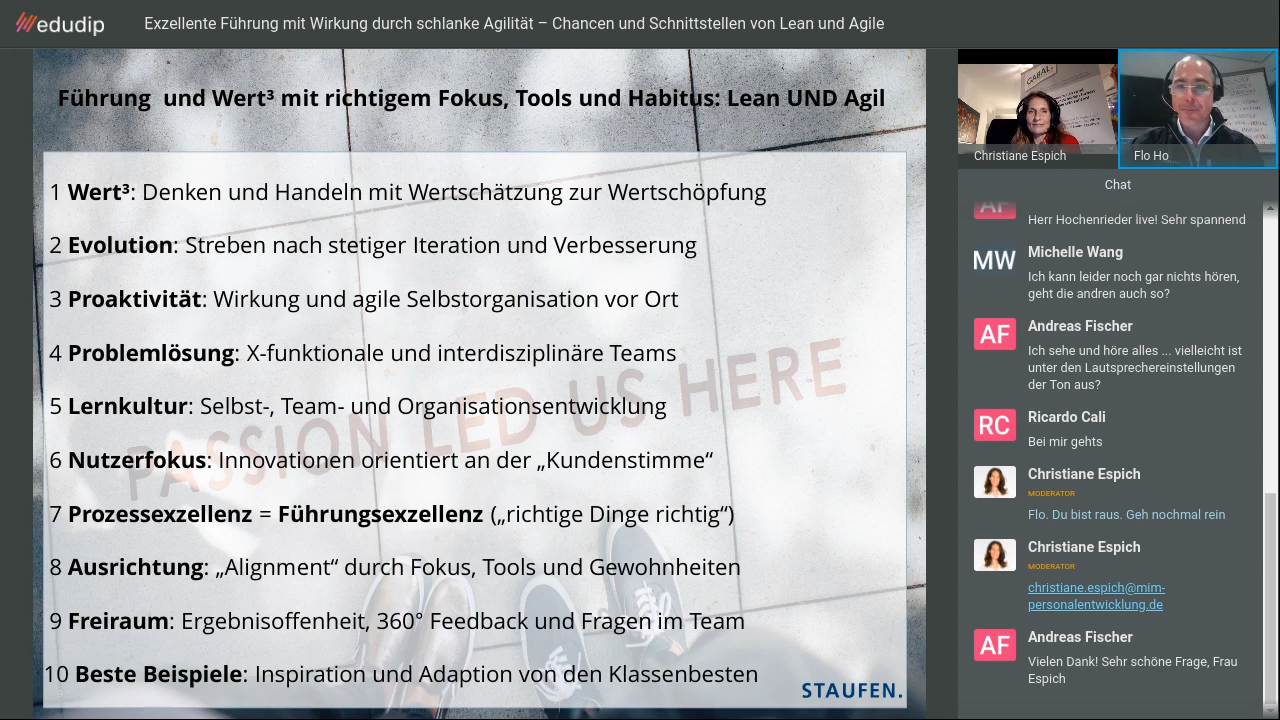 edudip
Exzellente Führung mit Wirkung durch schlanke Agilität – Chancen und Schnittstellen von Lean und Agile
Führung und Wert³ mit richtigem Fokus, Tools und Habitus: Lean UND Agil
1 Wert³: Denken und Handeln mit Wertschätzung zur Wertschöpfung
2 Evolution: Streben nach stetiger Iteration und Verbesserung
3 Proaktivität: Wirkung und agile Selbstorganisation vor Ort
4 Problemlösung: X-funktionale und interdisziplinäre Teams
5 Lernkultur: Selbst-, Team- und Organisationsentwicklung
6 Nutzerfokus: Innovationen orientiert an der „Kundenstimme“
7 Prozessexzellenz = Führungsexzellenz („richtige Dinge richtig“)
8 Ausrichtung: „Alignment“ durch Fokus, Tools und Gewohnheiten
9 Freiraum: Ergebnisoffenheit, 360° Feedback und Fragen im Team
10 Beste Beispiele: Inspiration und Adaption von den Klassenbesten
PASSION LED US HERE
STAUFEN.
GABAL
Christiane Espich
Flo Ho
Chat
AF
Herr Hochenrieder live! Sehr spannend
MW
Michelle Wang
Ich kann leider noch gar nichts hören,
geht die andren auch so?
AF
Andreas Fischer
Ich sehe und höre alles ... vielleicht ist
unter den Lautsprechereinstellungen
der Ton aus?
RC
Ricardo Cali
Bei mir gehts
Christiane Espich
MODERATOR
Flo. Du bist raus. Geh nochmal rein
Christiane Espich
MODERATOR
christiane.espich@mim-
personalentwicklung.de
AF
Andreas Fischer
Vielen Dank! Sehr schöne Frage, Frau
Espich